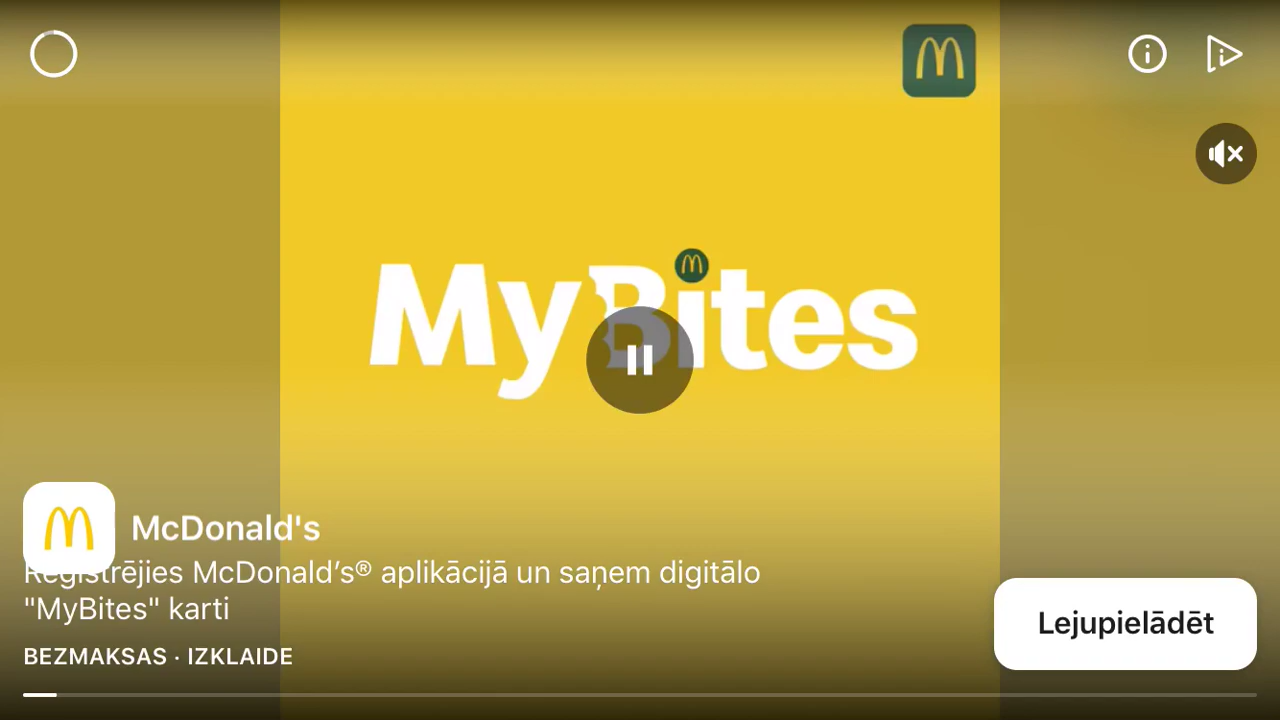 MyBites
McDonald's
Reģistrējies McDonald’s® aplikācijā un saņem digitālo
"MyBites" karti
BEZMAKSAS · IZKLAIDE
Lejupielādēt